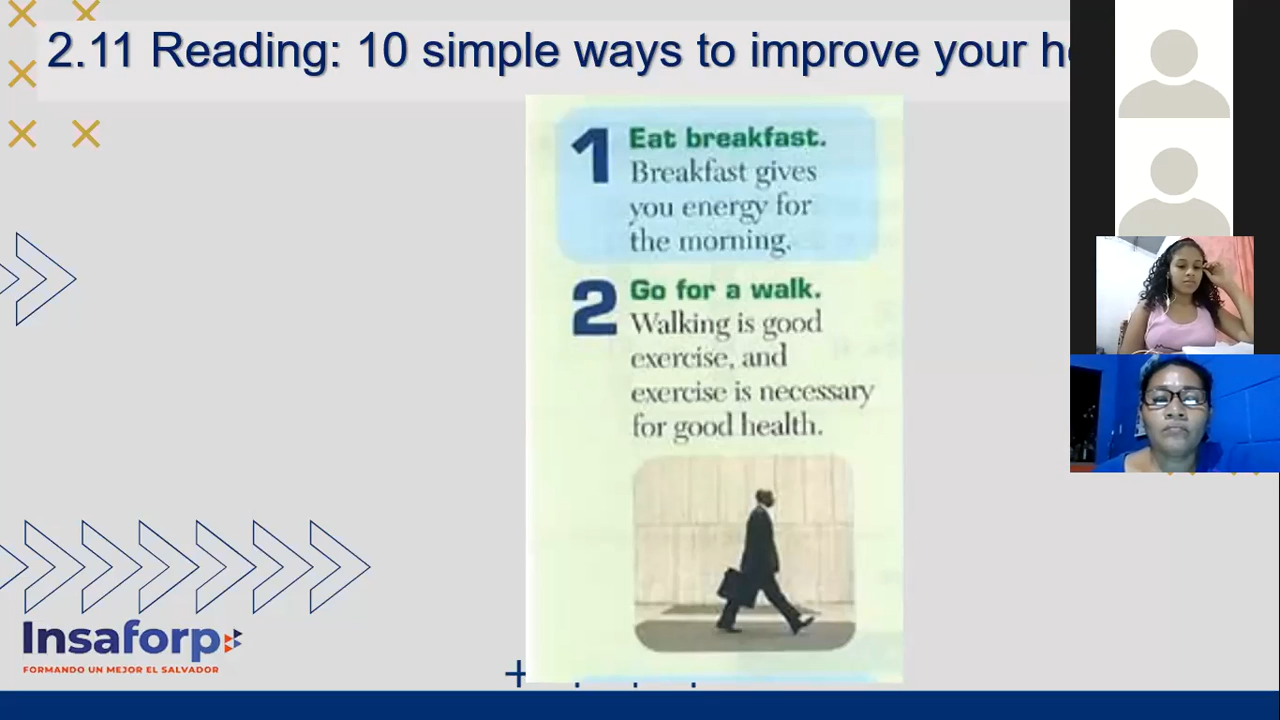 2.11 Reading: 10 simple ways to improve your
1 Eat breakfast.
Breakfast gives
you energy for
the morning.
2 Go for a walk.
Walking is good
exercise, and
exercise is necessary
for good health.
Insaforp
FORMANDO UN MEJOR EL SALVADOR